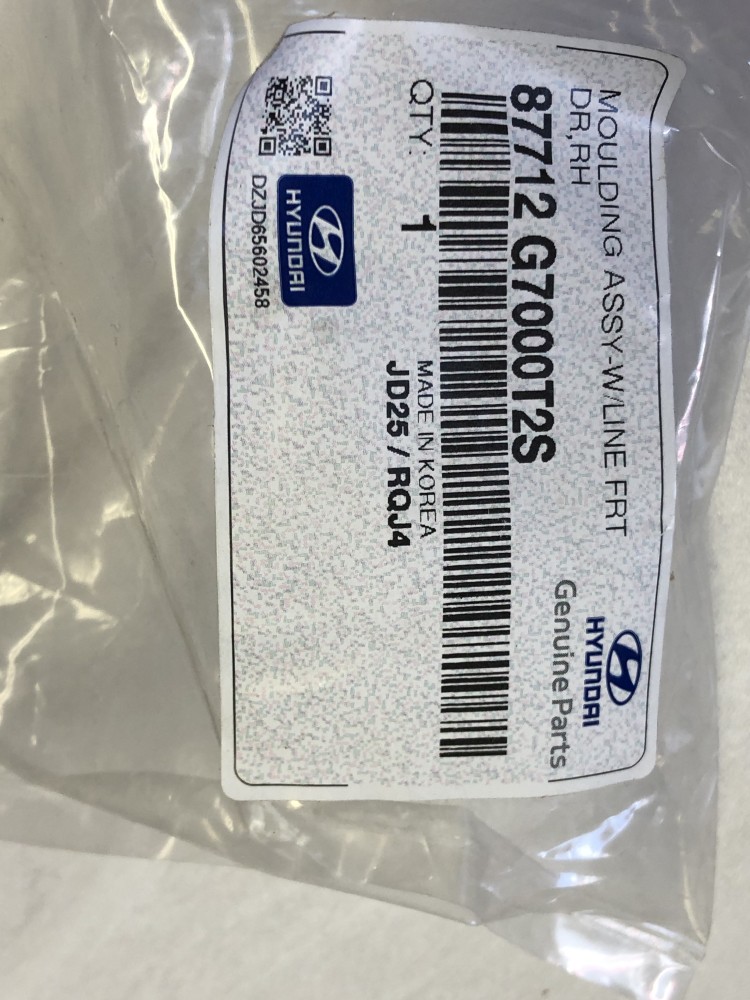 MOULDING ASSY-W/LINE FRT
DR,RH
HYUNDAI
Genuine Parts
87712 G7000T2S
QTY: 1
MADE IN KOREA
JD25 / RQJ4
HYUNDAI
DZJD65602458